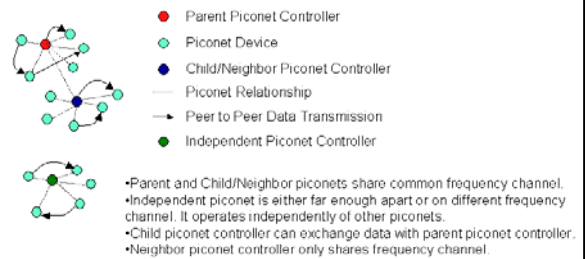 Parent Piconet Controller
Piconet Device
Child/Neighbor Piconet Controller
Piconet Relationship
Peer to Peer Data Transmission
Independent Piconet Controller
•Parent and Child/Neighbor piconets share common frequency channel.
•Independent piconet is either far enough apart or on different frequency
channel. It operates independently of other piconets.
•Child piconet controller can exchange data with parent piconet controller.
•Neighbor piconet controller only shares frequency channel.